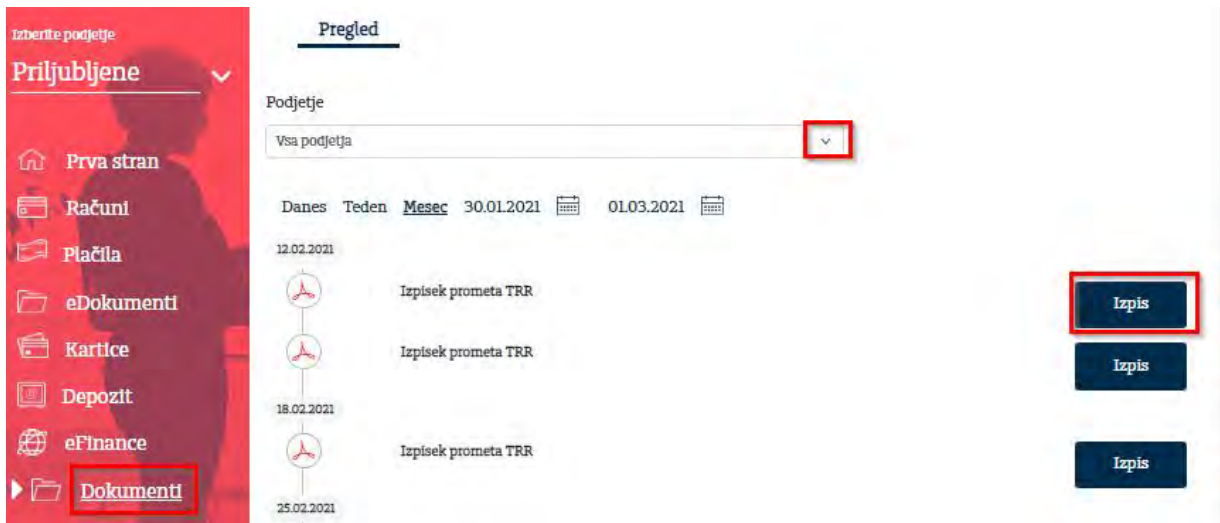 Izberite podjetje
Priljubljene
Prva stran
Računi
Plačila
eDokumenti
Kartice
Depozit
eFinance
Dokumenti
Pregled
Podjetje
Vsa podjetja
Danes Teden Mesec 30.01.2021 01.03.2021
12.02.2021
Izpisek prometa TRR Izpis
Izpisek prometa TRR Izpis
18.02.2021
Izpisek prometa TRR Izpis
25.02.2021